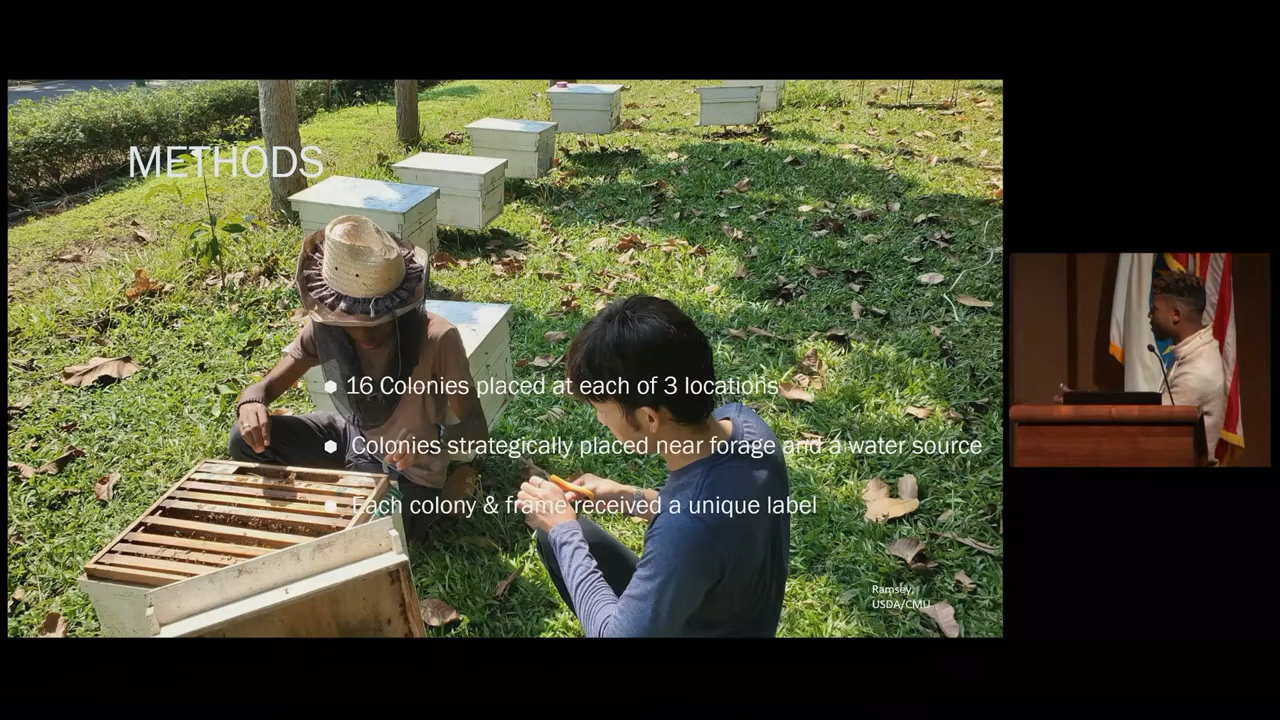 METHODS
16 Colonies placed at each of 3 locations
Colonies strategically placed near forage and a water source
Each colony & frame received a unique label
Ramsey,
USDA/CMU